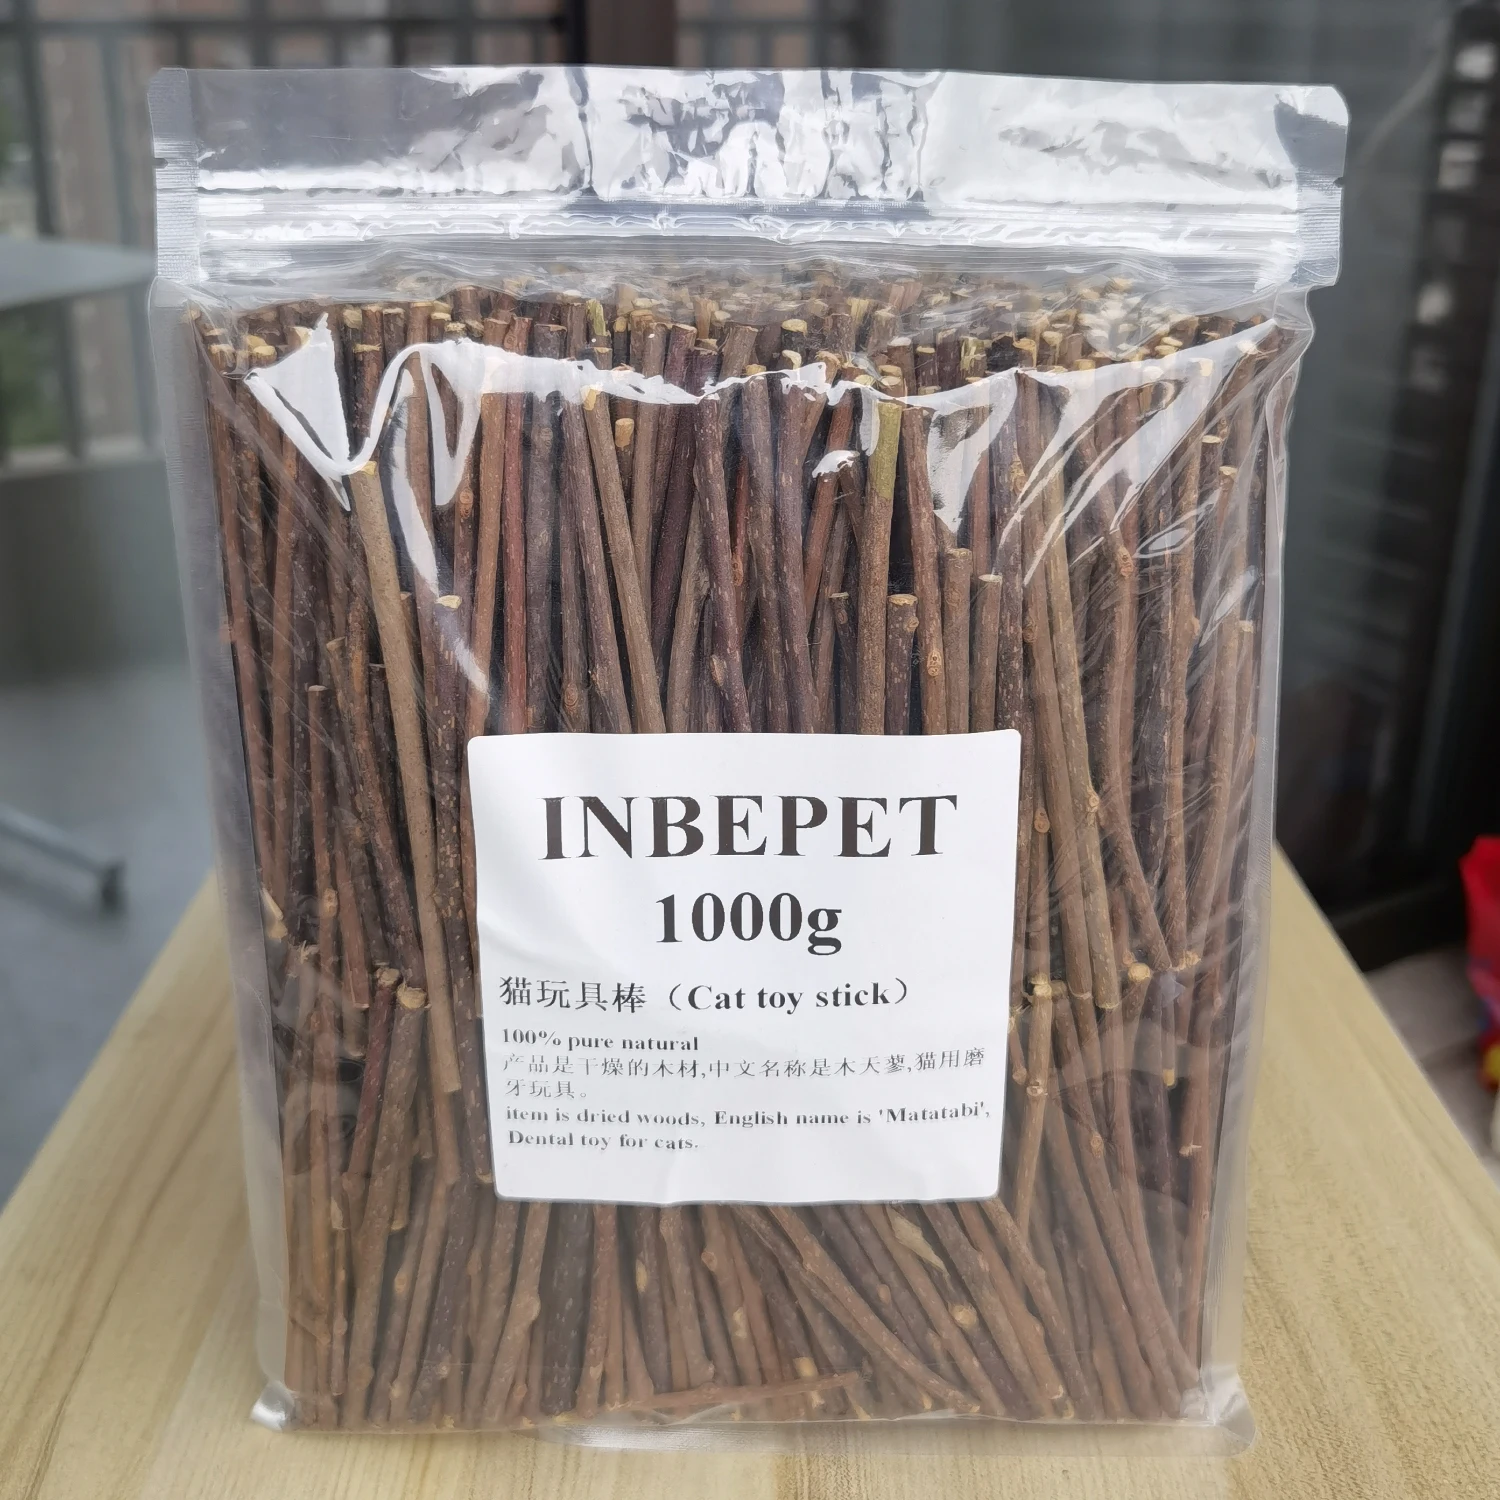 INBEPET
1000g
猫玩具棒（Cat toy stick）
100% pure natural
产品是干燥的木材,中文名称是木天蓼,猫用磨
牙玩具。
item is dried woods, English name is 'Matatabi',
Dental toy for cats.